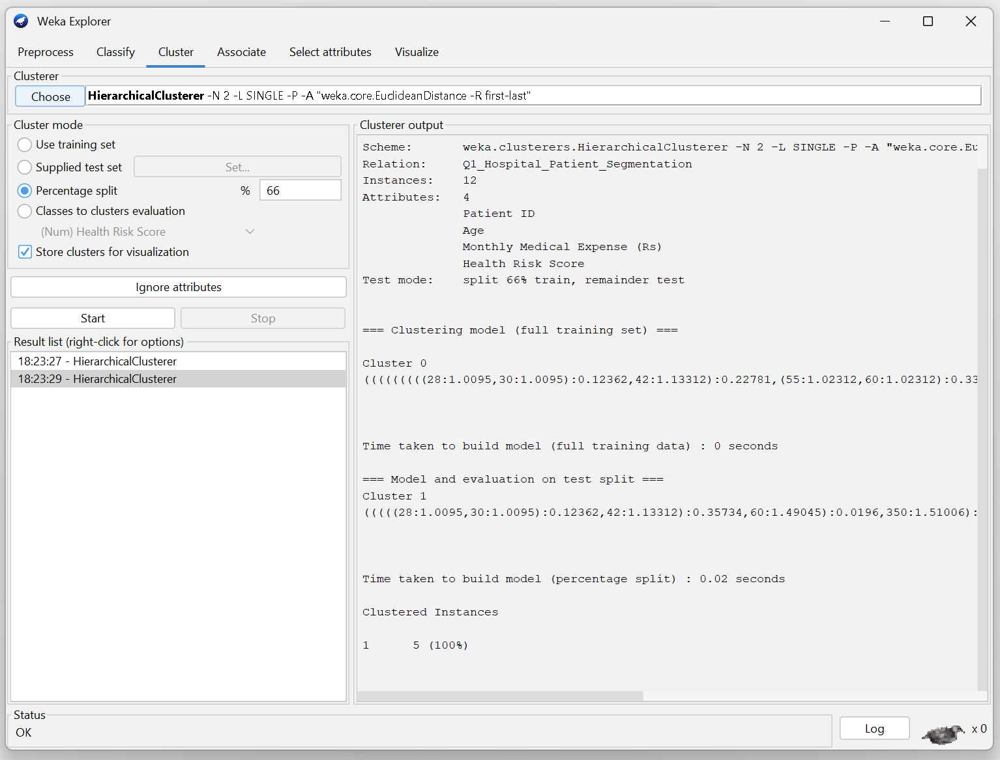 Weka Explorer
Preprocess Classify Cluster Associate Select attributes Visualize
Clusterer
Choose HierarchicalClusterer -N 2 -L SINGLE -P -A "weka.core.EuclideanDistance -R first-last"
Cluster mode
Use training set
Supplied test set Set...
Percentage split % 66
Classes to clusters evaluation
(Num) Health Risk Score
Store clusters for visualization
Ignore attributes
Start Stop
Result list (right-click for options)
18:23:27 - HierarchicalClusterer
18:23:29 - HierarchicalClusterer
Clusterer output
Scheme: weka.clusterers.HierarchicalClusterer -N 2 -L SINGLE -P -A "weka.core.Eu
Relation: Q1_Hospital_Patient_Segmentation
Instances: 12
Attributes: 4
Patient ID
Age
Monthly Medical Expense (Rs)
Health Risk Score
Test mode: split 66% train, remainder test
=== Clustering model (full training set) ===
Cluster 0
(((((((((28:1.0095,30:1.0095):0.12362,42:1.13312):0.22781,(55:1.02312,60:1.02312):0.33
Time taken to build model (full training data) : 0 seconds
=== Model and evaluation on test split ===
Cluster 1
(((((28:1.0095,30:1.0095):0.12362,42:1.13312):0.35734,60:1.49045):0.0196,350:1.51006):
Time taken to build model (percentage split) : 0.02 seconds
Clustered Instances
1 5 (100%)
Status
OK
Log x 0